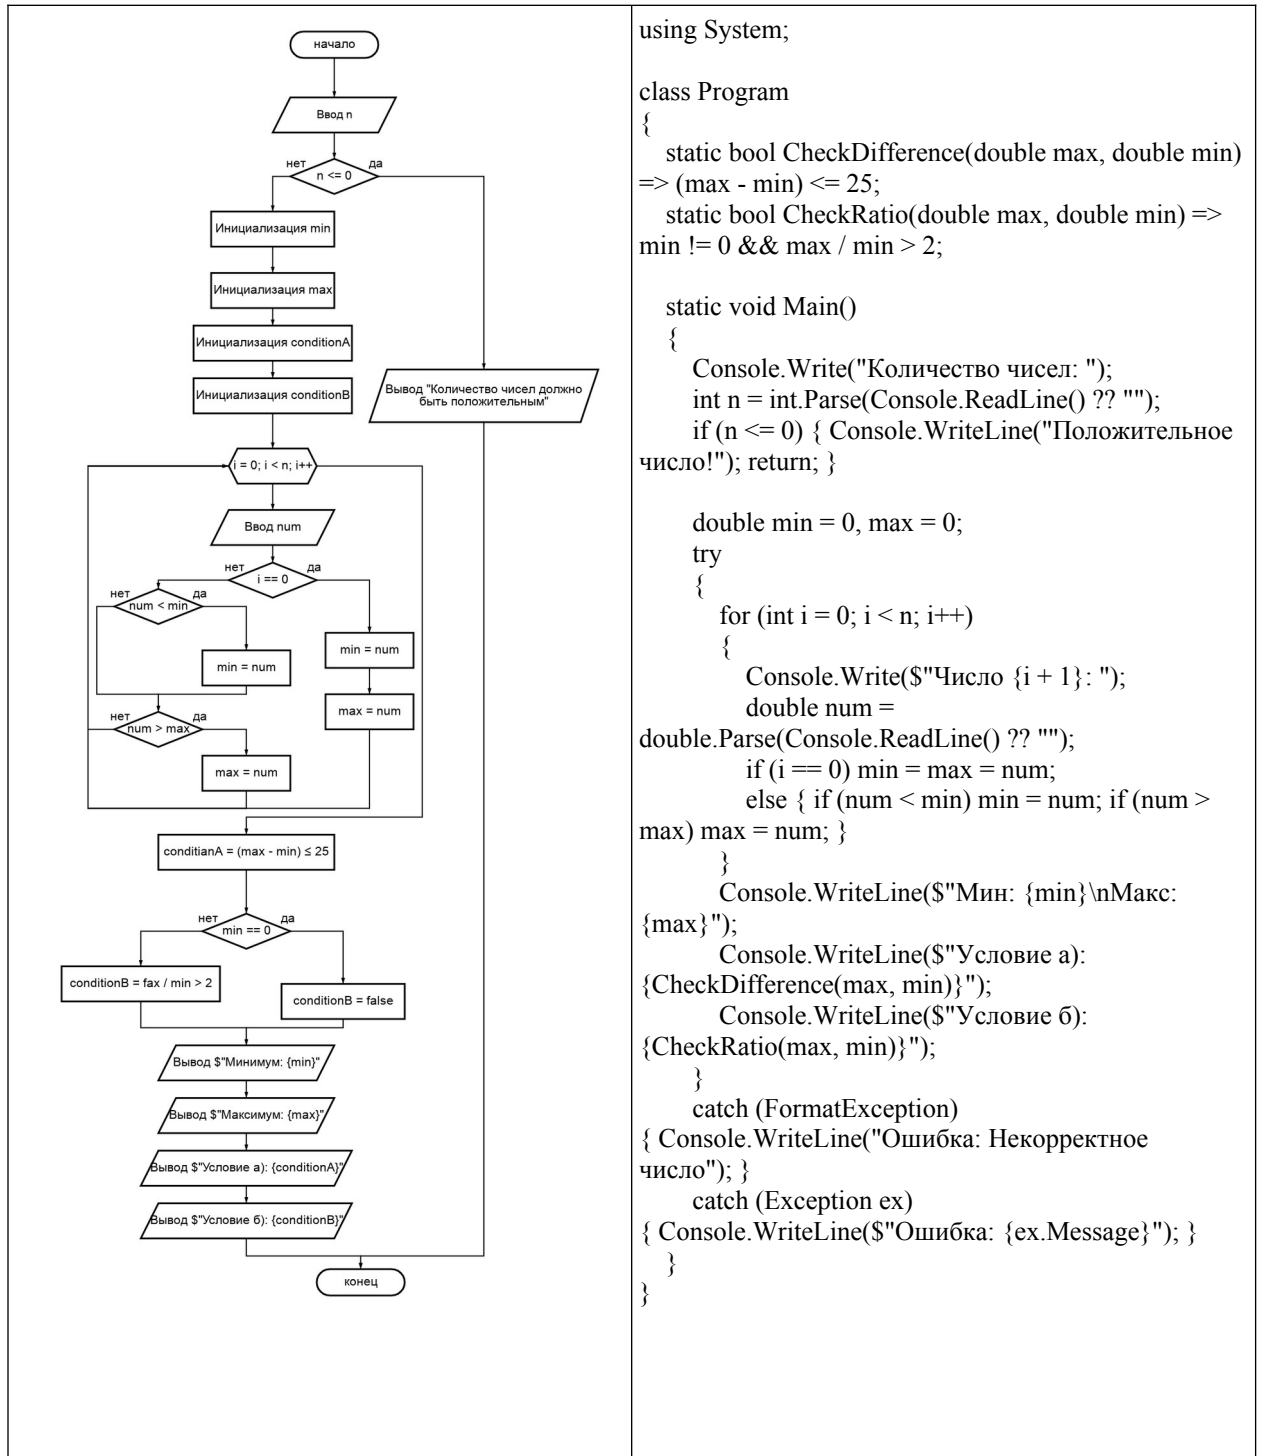 начало
Ввод n
нет
да
n <= 0
Инициализация min
Инициализация max
Инициализация conditionA
Инициализация conditionB
Вывод "Количество чисел должно
быть положительным"
i = 0; i < n; i++
Ввод num
нет
да
i == 0
нет
да
num < min
min = num
min = num
max = num
нет
да
num > max
max = num
conditianA = (max - min) ≤ 25
нет
да
min == 0
conditionB = fax / min > 2
conditionB = false
Вывод $"Минимум: {min}"
Вывод $"Максимум: {max}"
Вывод $"Условие а): {conditionA}"
Вывод $"Условие б): {conditionB}"
конец
using System;
class Program
{
static bool CheckDifference(double max, double min)
=> (max - min) <= 25;
static bool CheckRatio(double max, double min) =>
min != 0 && max / min > 2;
static void Main()
{
Console.Write("Количество чисел: ");
int n = int.Parse(Console.ReadLine() ?? "");
if (n <= 0) { Console.WriteLine("Положительное
число!"); return; }
double min = 0, max = 0;
try
{
for (int i = 0; i < n; i++)
{
Console.Write($"Число {i + 1}: ");
double num =
double.Parse(Console.ReadLine() ?? "");
if (i == 0) min = max = num;
else { if (num < min) min = num; if (num >
max) max = num; }
}
Console.WriteLine($"Мин: {min}\nМакс:
{max}");
Console.WriteLine($"Условие а):
{CheckDifference(max, min)}");
Console.WriteLine($"Условие б):
{CheckRatio(max, min)}");
}
catch (FormatException)
{ Console.WriteLine("Ошибка: Некорректное
число"); }
catch (Exception ex)
{ Console.WriteLine($"Ошибка: {ex.Message}"); }
}
}